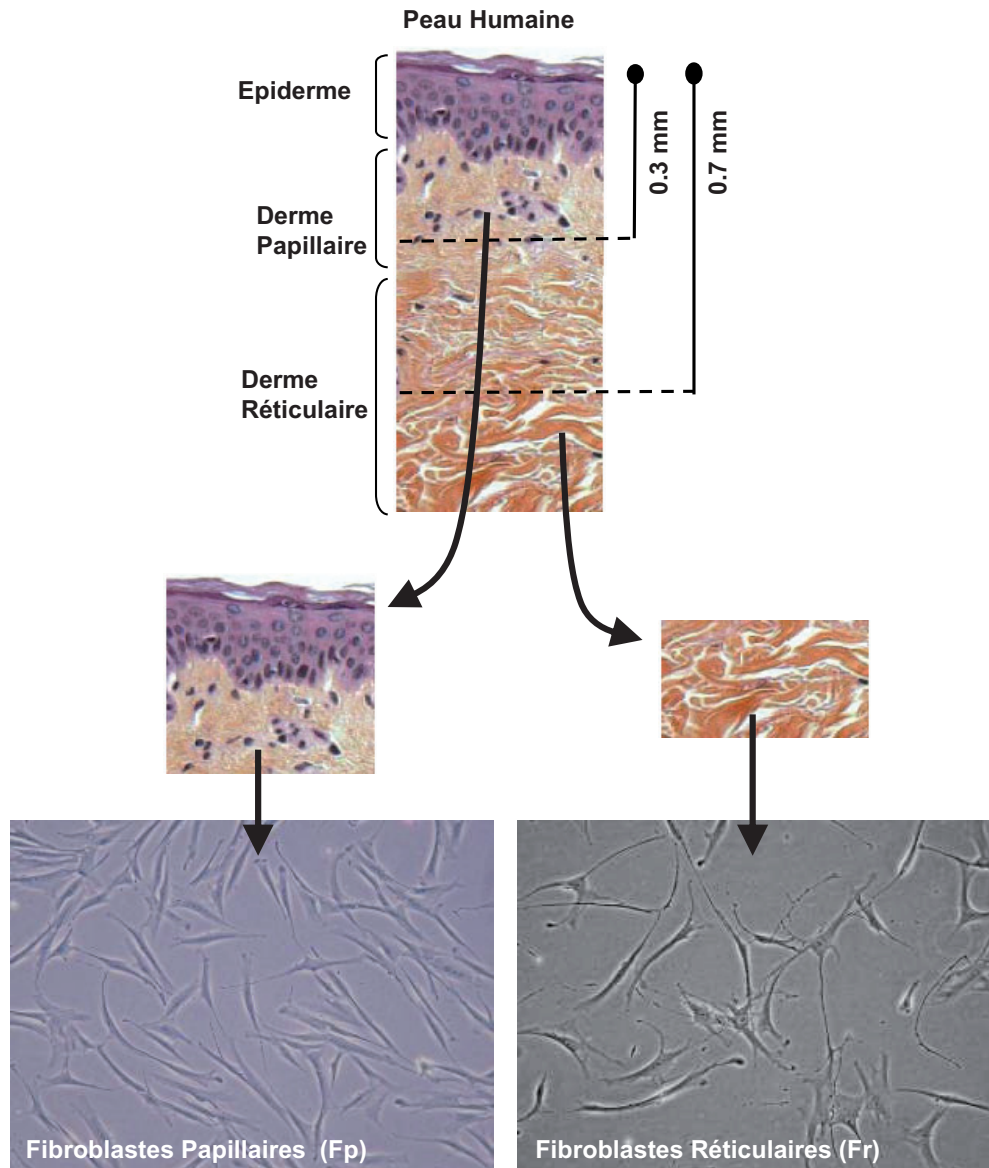 Peau Humaine
Epiderme
0.3 mm
0.7 mm
Derme
Papillaire
Derme
Réticulaire
Fibroblastes Papillaires (Fp)
Fibroblastes Réticulaires (Fr)